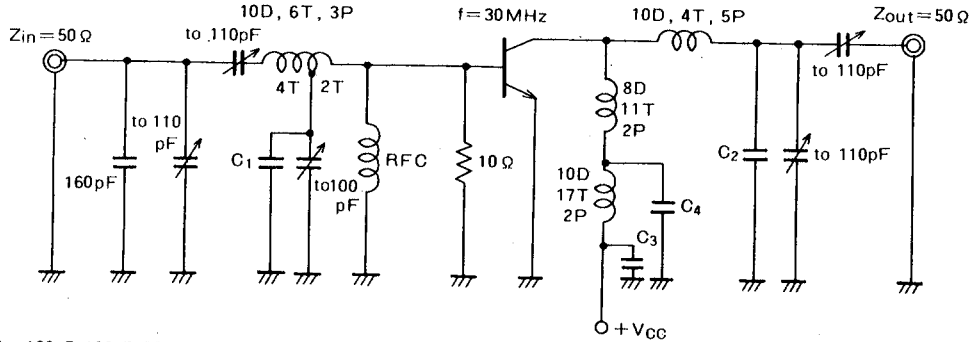 10D, 6T, 3P
f=30MHz
10D, 4T, 5P
Zout=50Ω
Zin=50Ω
to 110pF
to 110pF
4T 2T
8D
11T
2P
to 110
pF
C1
RFC
10Ω
C2
to 110pF
160pF
to100
pF
10D
17T
2P
C4
C3
+VCC